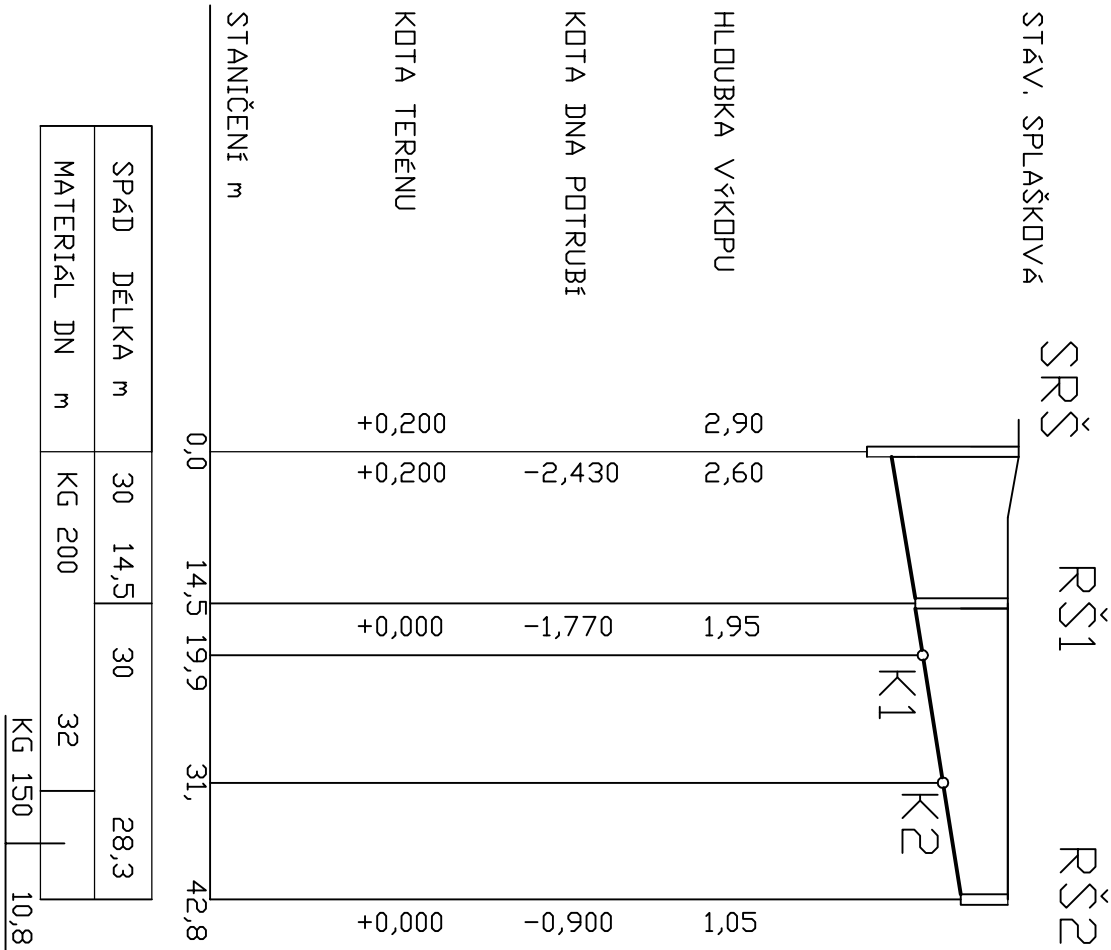 SRŠ RŠ1 RŠ2
STÁV. SPLAŠKOVÁ
K1 K2
HLOUBKA VÝKOPU 2,90 2,60 1,95 1,05
KOTA DNA POTRUBÍ -2,430 -1,770 -0,900
KOTA TERÉNU +0,200 +0,200 +0,000 +0,000
STANIČENÍ m 0,0 14,5 19,9 31, 42,8
SPÁD DÉLKA m 30 14,5 30 28,3
MATERIÁL DN m KG 200 32
KG 150 10,8